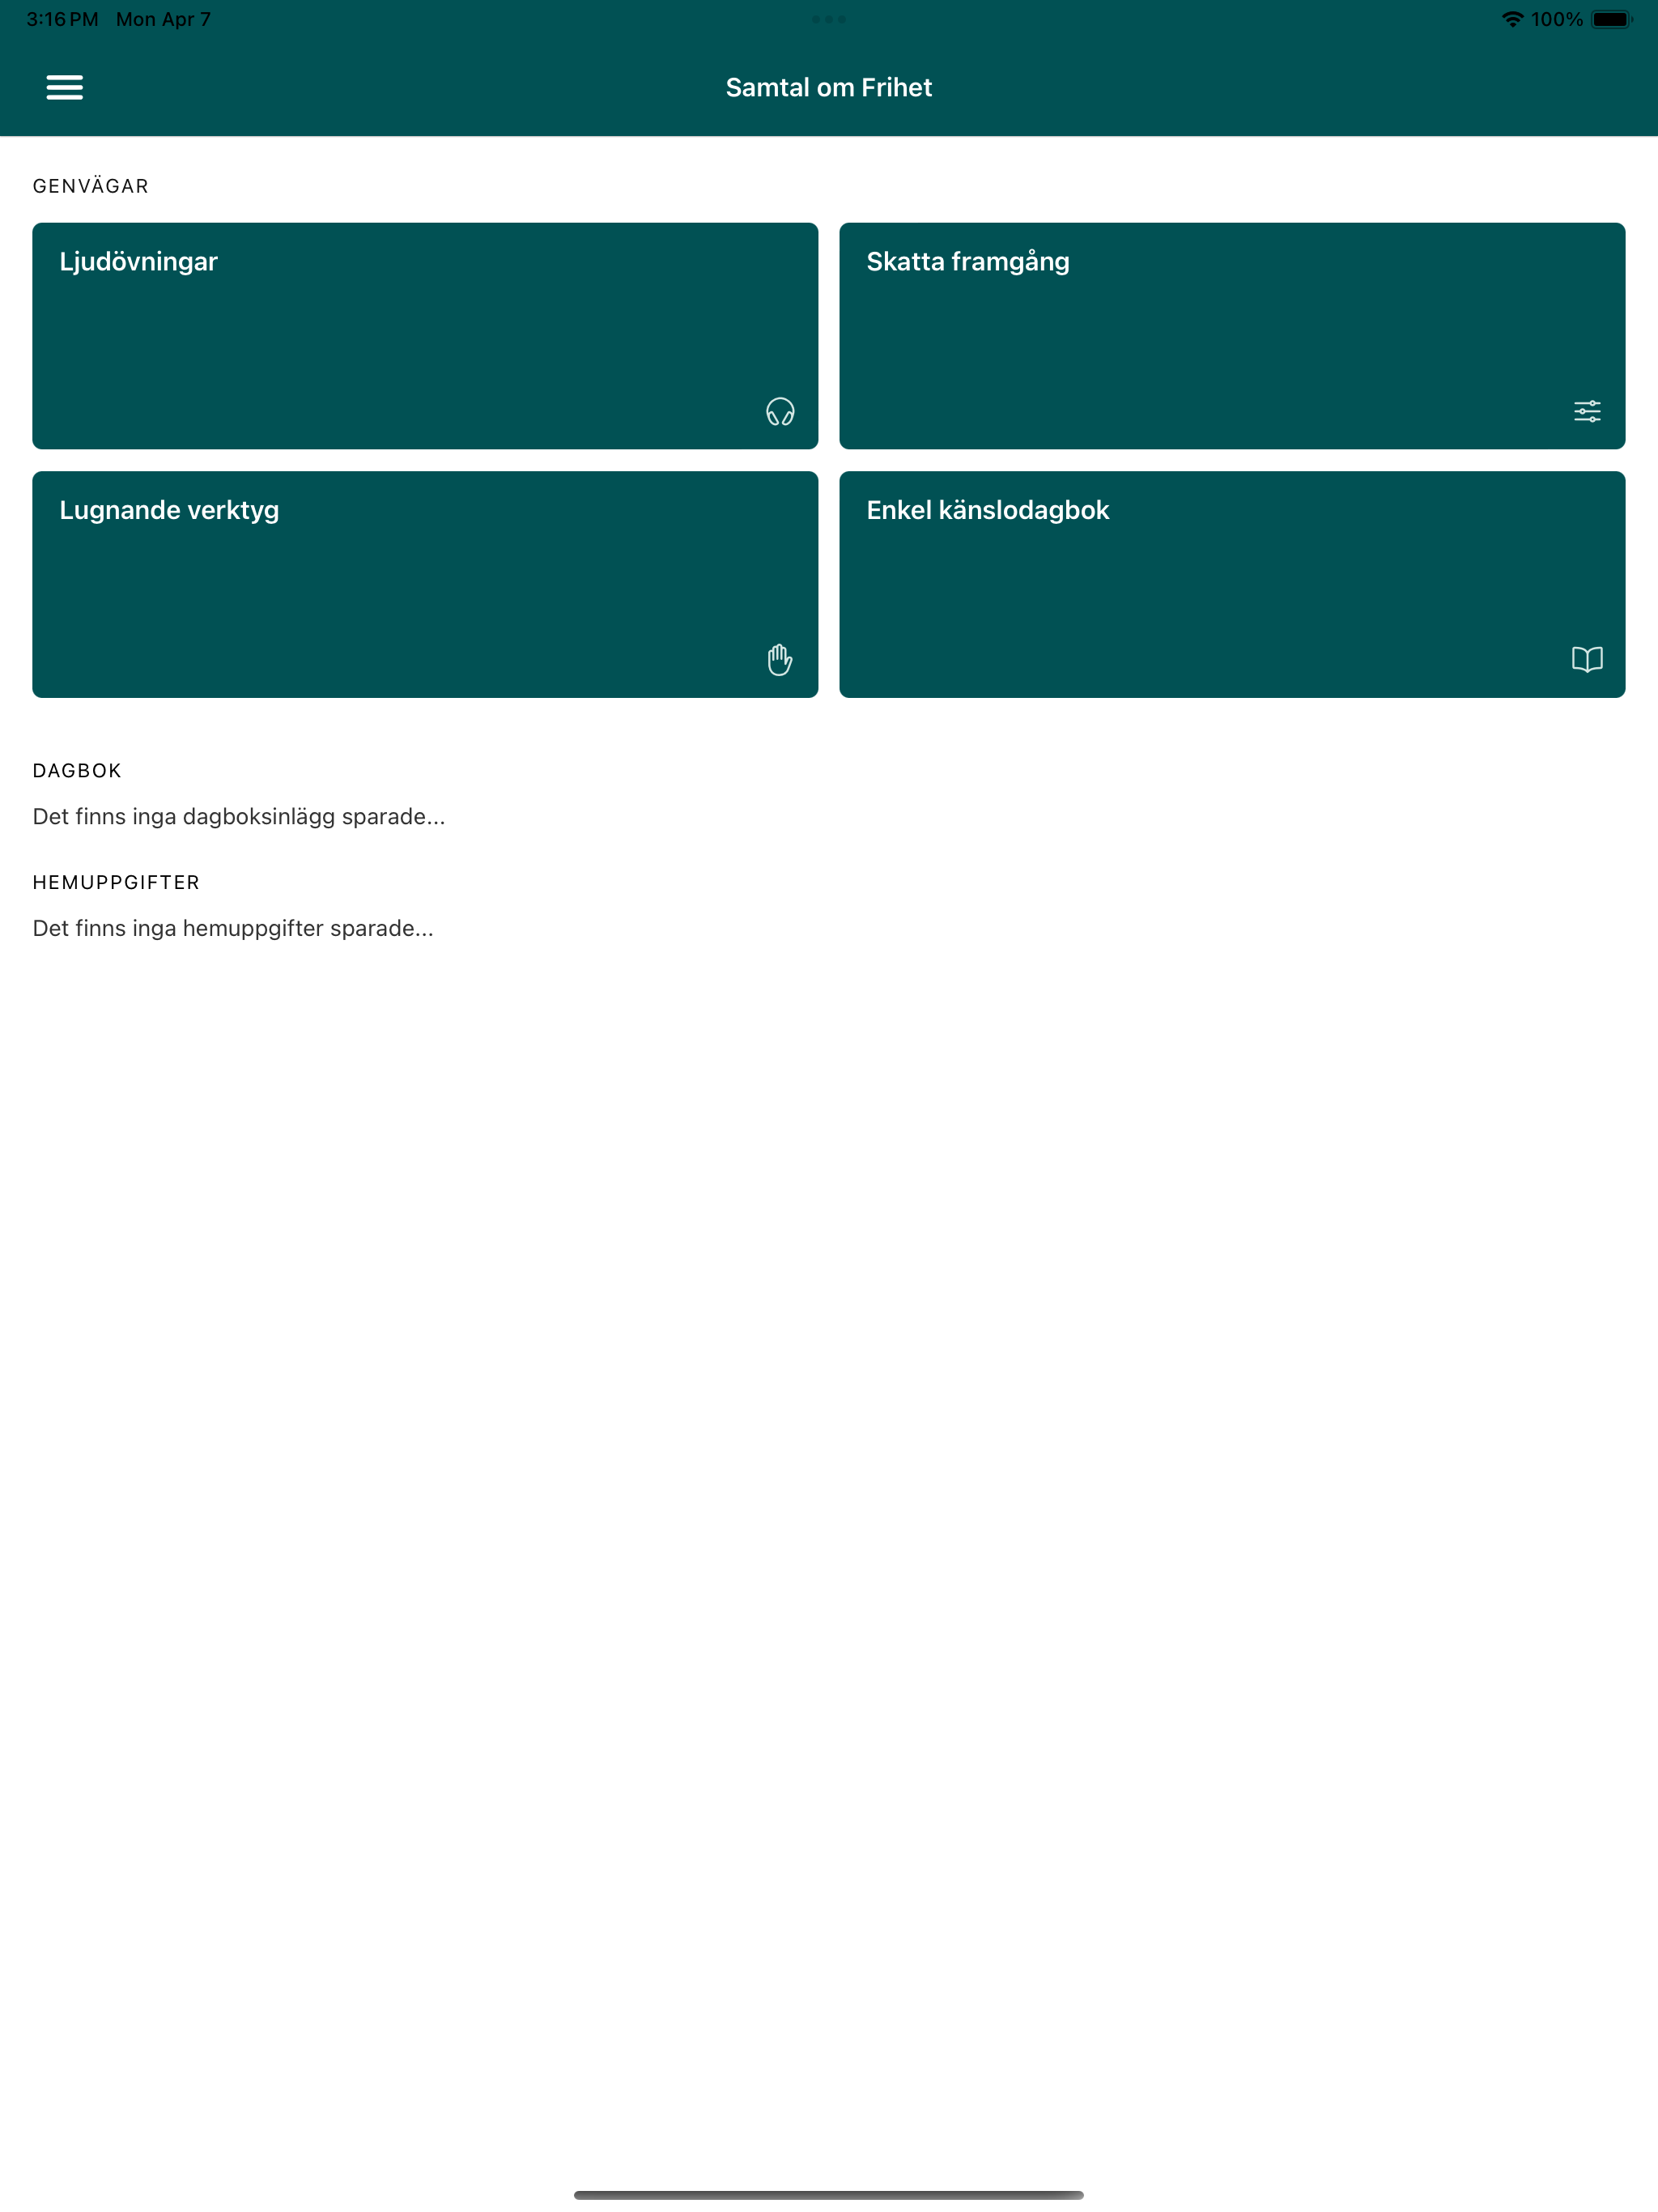 3:16 PM Mon Apr 7
100%
Samtal om Frihet
GENVÄGAR
Ljudövningar
Skatta framgång
Lugnande verktyg
Enkel känslodagbok
DAGBOK
Det finns inga dagboksinlägg sparade...
HEMUPPGIFTER
Det finns inga hemuppgifter sparade...